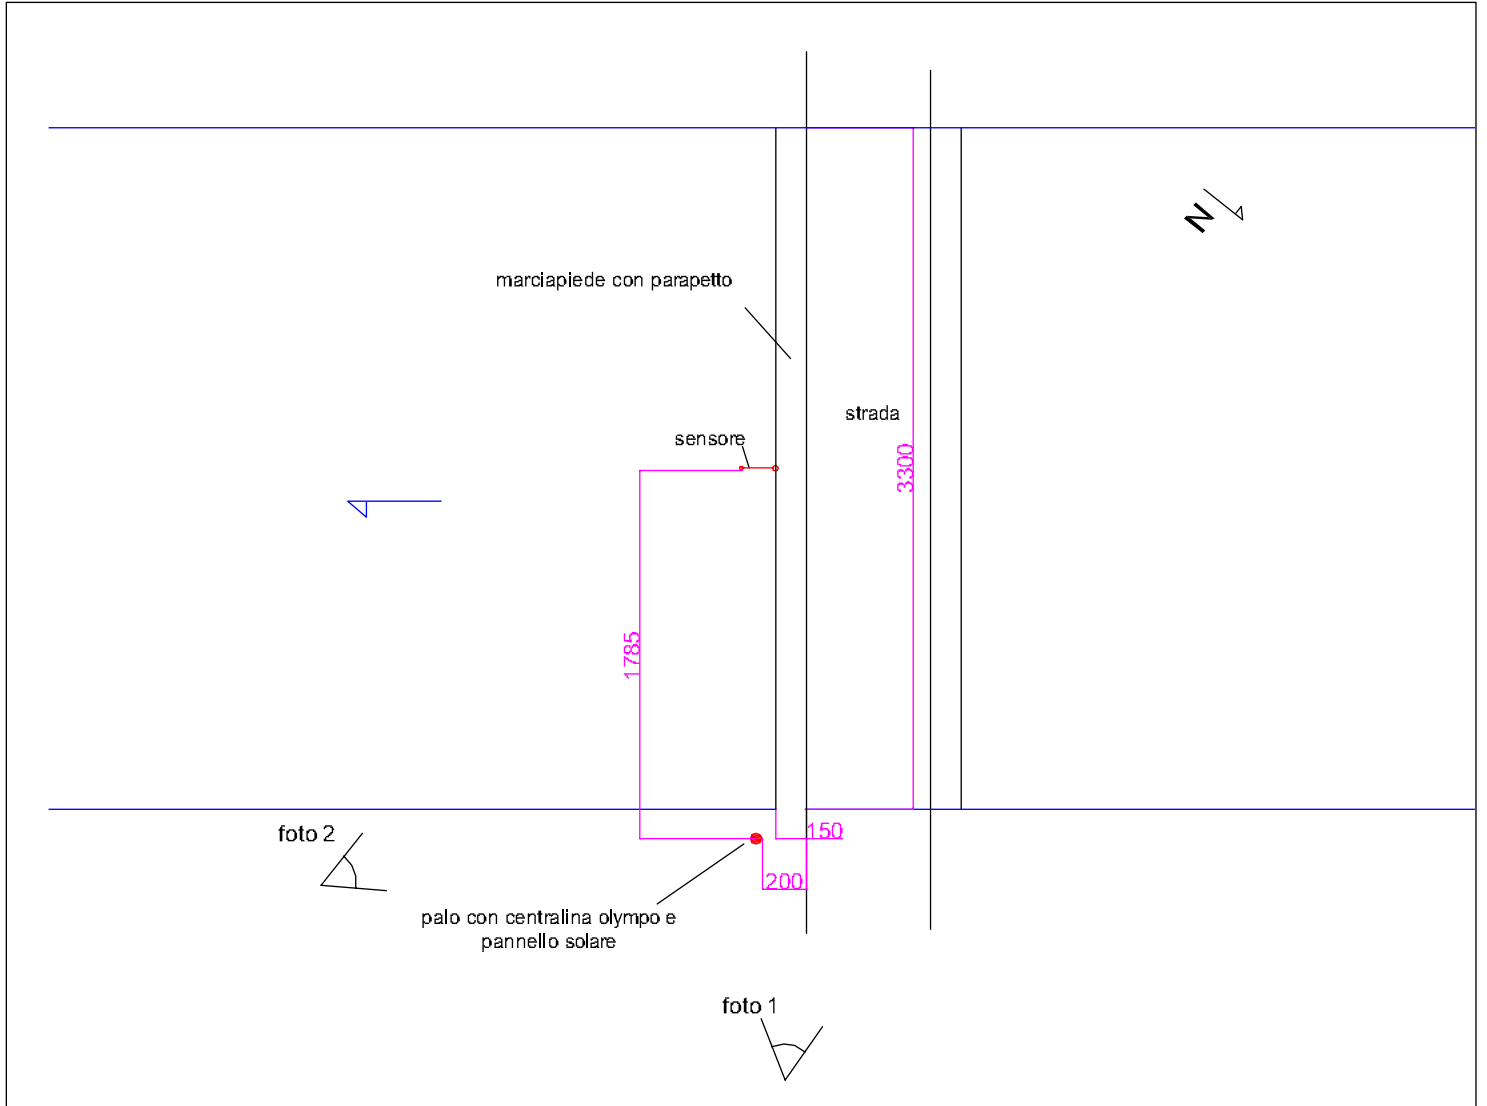 N
marciapiede con parapetto
strada
sensore
3300
1785
150
foto 2
200
palo con centralina olympo e
pannello solare
foto 1